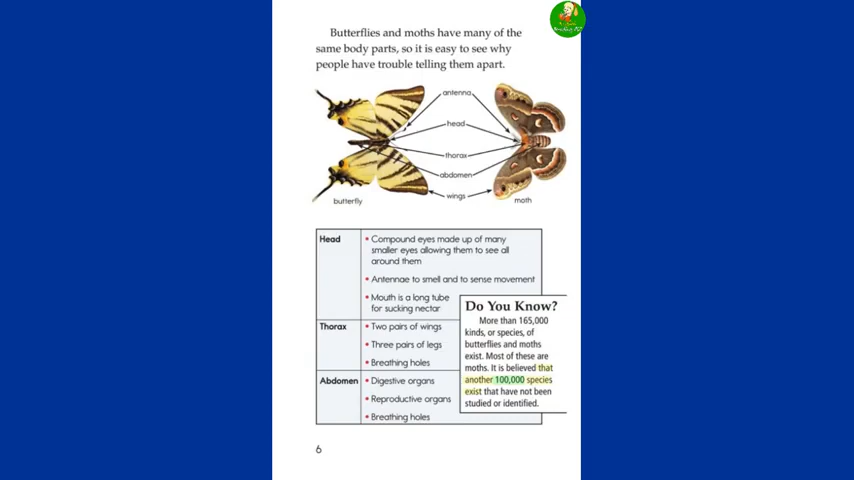 Butterflies and moths have many of the
same body parts, so it is easy to see why
people have trouble telling them apart.
antenna
head
thorax
abdomen
wings
butterfly
moth
Head
• Compound eyes made up of many
smaller eyes allowing them to see all
around them
• Antennae to smell and to sense movement
• Mouth is a long tube
for sucking nectar
Thorax
• Two pairs of wings
• Three pairs of legs
• Breathing holes
Abdomen
• Digestive organs
• Reproductive organs
• Breathing holes
Do You Know?
More than 165,000
kinds, or species, of
butterflies and moths
exist. Most of these are
moths. It is believed that
another 100,000 species
exist that have not been
studied or identified.
6